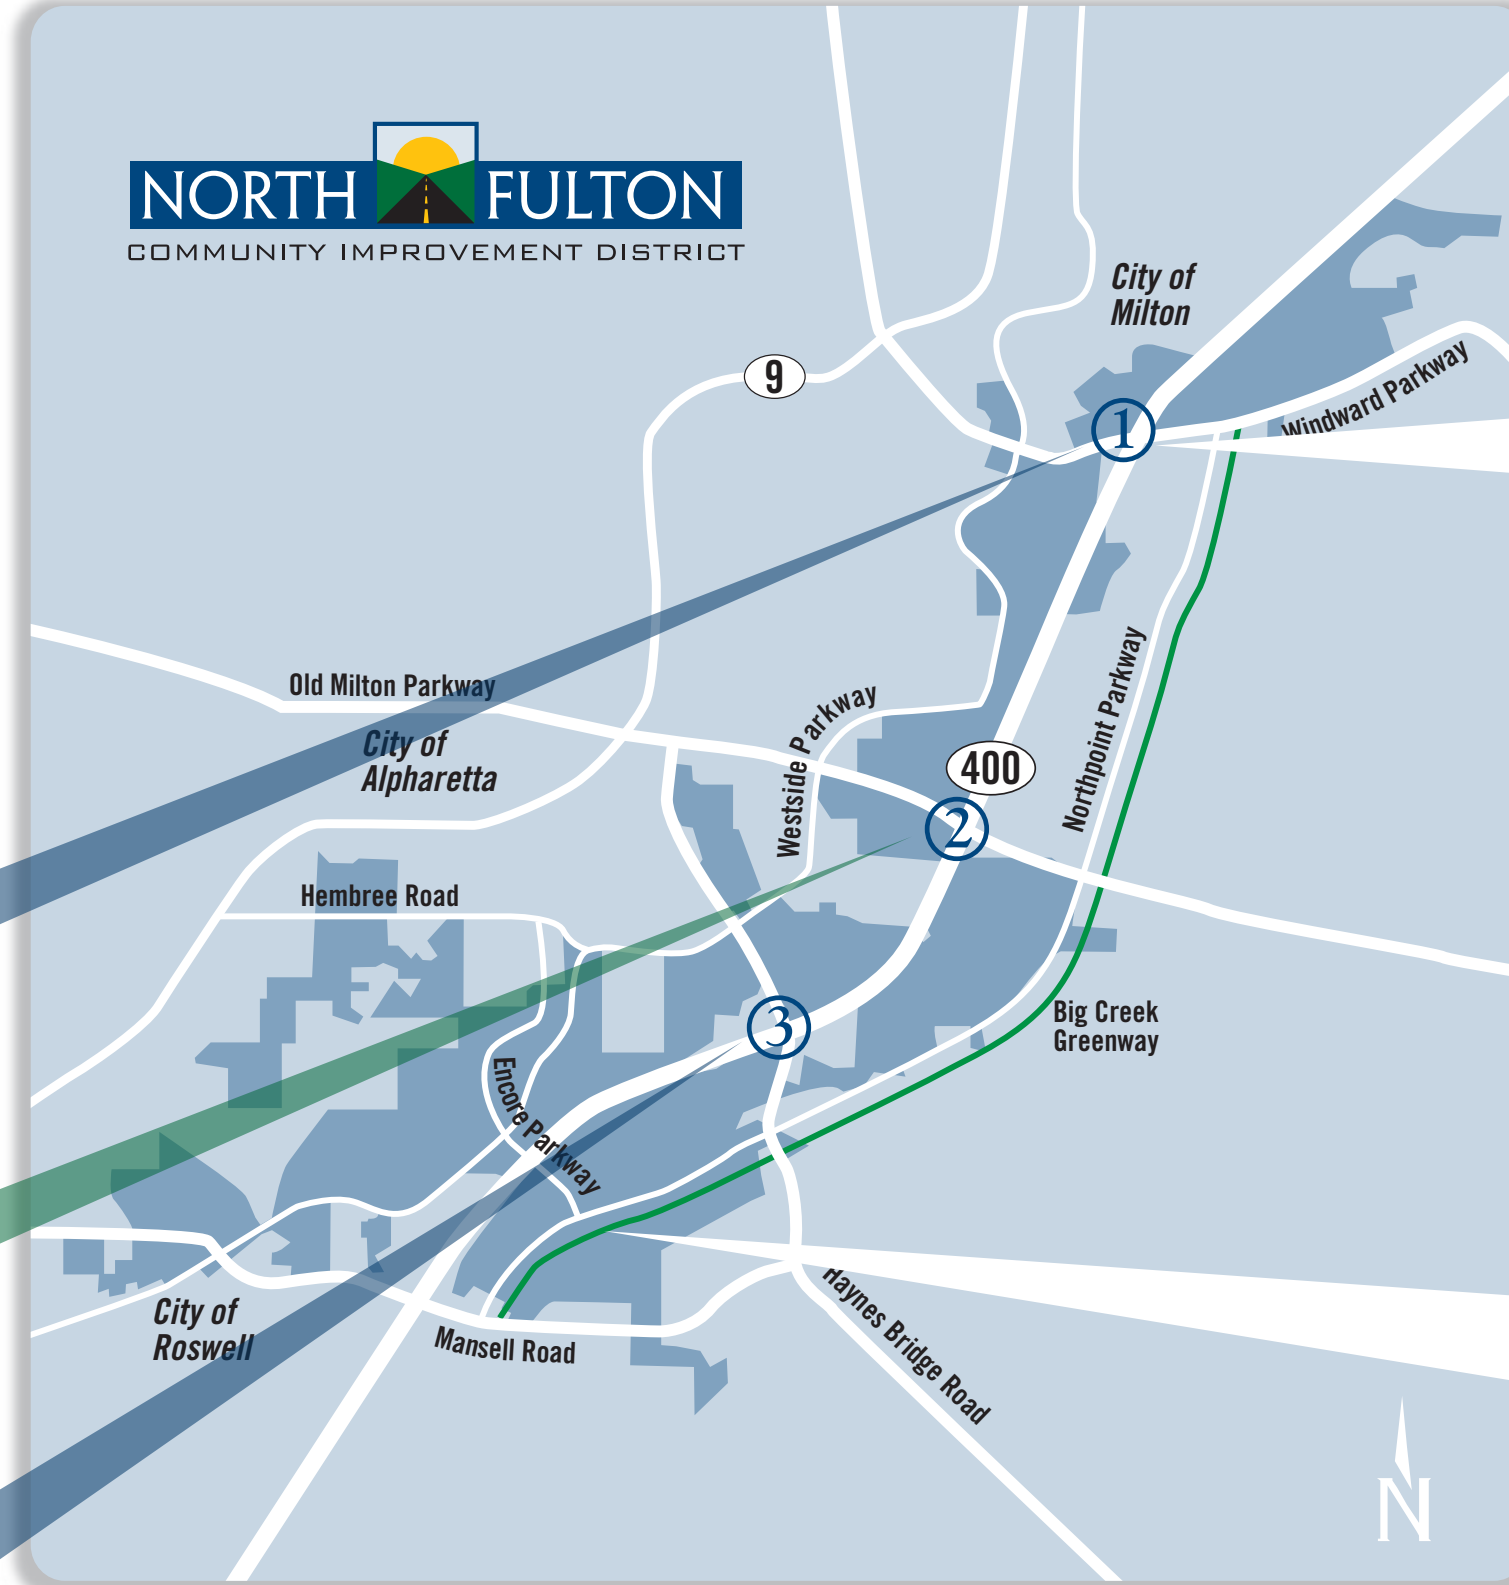 NORTH FULTON
COMMUNITY IMPROVEMENT DISTRICT
City of
Milton
9
Windward Parkway
1
Old Milton Parkway
City of
Alpharetta
Westside Parkway
400
Northpoint Parkway
2
Hembree Road
3
Big Creek
Greenway
Encore Parkway
City of
Roswell
Mansell Road
Haynes Bridge Road
N